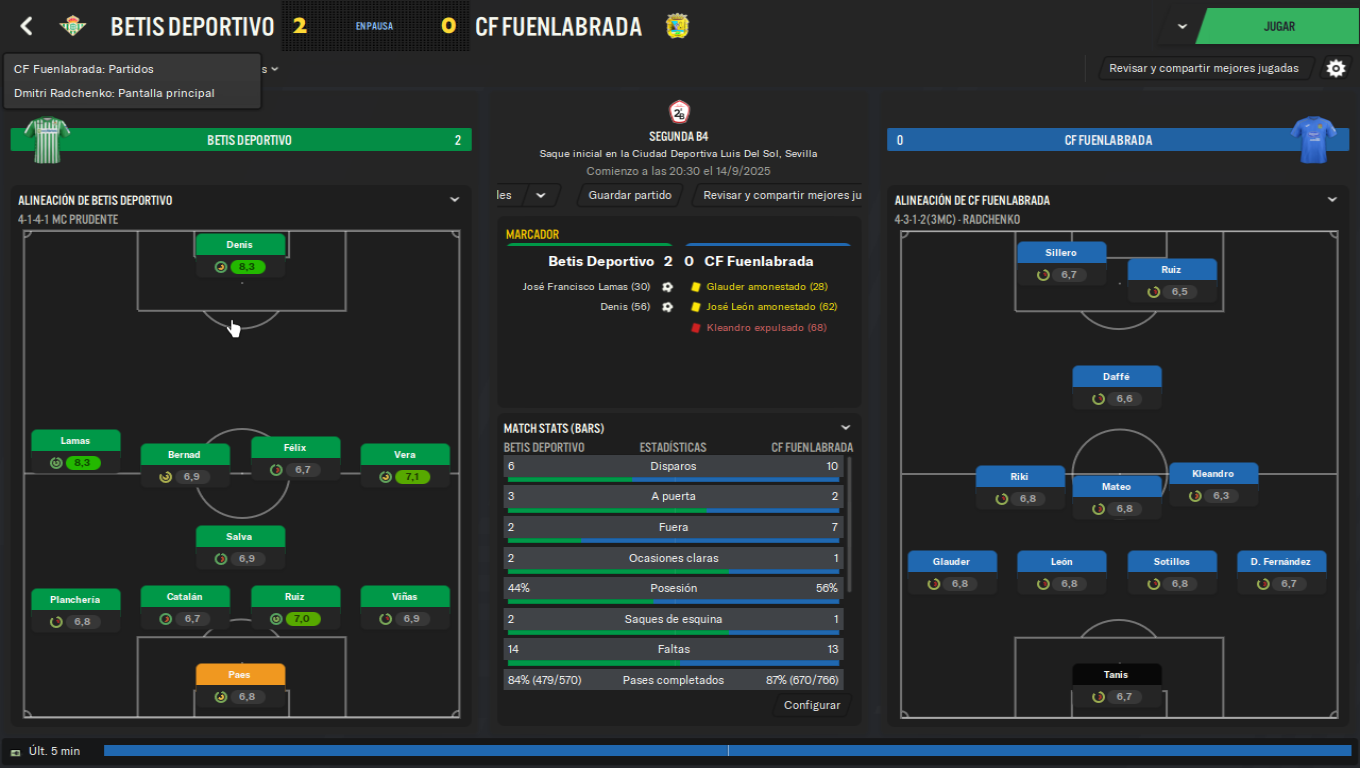 BETIS DEPORTIVO 2 EN PAUSA 0 CF FUENLABRADA
JUGAR
CF Fuenlabrada: Partidos
s
Dmitri Radchenko: Pantalla principal
Revisar y compartir mejores jugadas
BETIS DEPORTIVO 2
2B
SEGUNDA B4
Saque inicial en la Ciudad Deportiva Luis Del Sol, Sevilla
Comienzo a las 20:30 el 14/9/2025
les
Guardar partido
Revisar y compartir mejores ju
0 CF FUENLABRADA
ALINEACIÓN DE BETIS DEPORTIVO
4-1-4-1 MC PRUDENTE
Denis
8,3
Lamas
8,3
Bernad
6,9
Félix
6,7
Vera
7,1
Salva
6,9
Planchería
6,8
Catalán
6,7
Ruiz
7,0
Viñas
6,9
Paes
6,8
MARCADOR
Betis Deportivo 2 0 CF Fuenlabrada
José Francisco Lamas (30)
Glauder amonestado (28)
Denis (56)
José León amonestado (62)
Kleandro expulsado (68)
MATCH STATS (BARS)
BETIS DEPORTIVO ESTADÍSTICAS CF FUENLABRADA
6 Disparos 10
3 A puerta 2
2 Fuera 7
2 Ocasiones claras 1
44% Posesión 56%
2 Saques de esquina 1
14 Faltas 13
84% (479/570) Pases completados 87% (670/766)
Configurar
ALINEACIÓN DE CF FUENLABRADA
4-3-1-2 (3MC) - RADCHENKO
Sillero
6,7
Ruiz
6,5
Daffé
6,6
Riki
6,8
Mateo
6,8
Kleandro
6,3
Glauder
6,8
León
6,8
Sotillos
6,8
D. Fernández
6,7
Tanis
6,7
Últ. 5 min